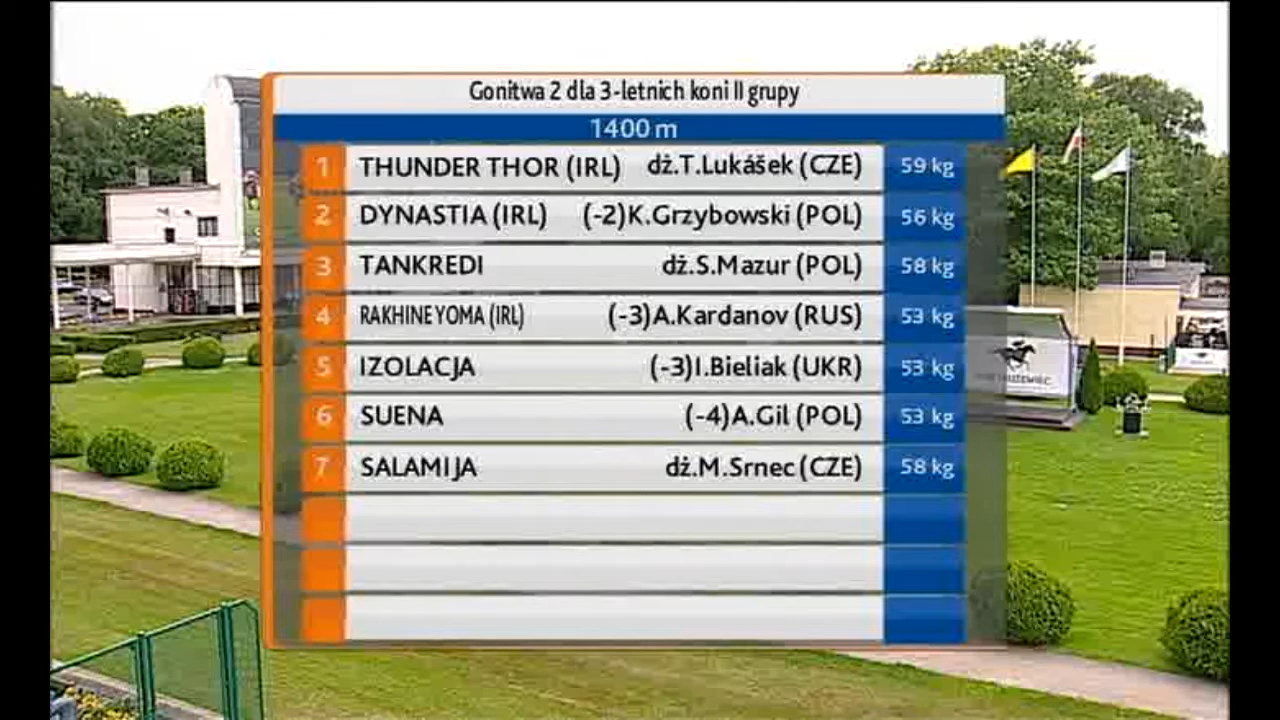 Gonitwa 2 dla 3-letnich koni II grupy
1400 m
1 THUNDER THOR (IRL) dż.T.Lukášek (CZE) 59 kg
2 DYNASTIA (IRL) (-2)K.Grzybowski (POL) 56 kg
3 TANKREDI dż.S.Mazur (POL) 58 kg
4 RAKHINE YOMA (IRL) (-3)A.Kardanov (RUS) 53 kg
5 IZOLACJA (-3)I.Bieliak (UKR) 53 kg
6 SUENA (-4)A.Gil (POL) 53 kg
7 SALAMIJA dż.M.Srnec (CZE) 58 kg